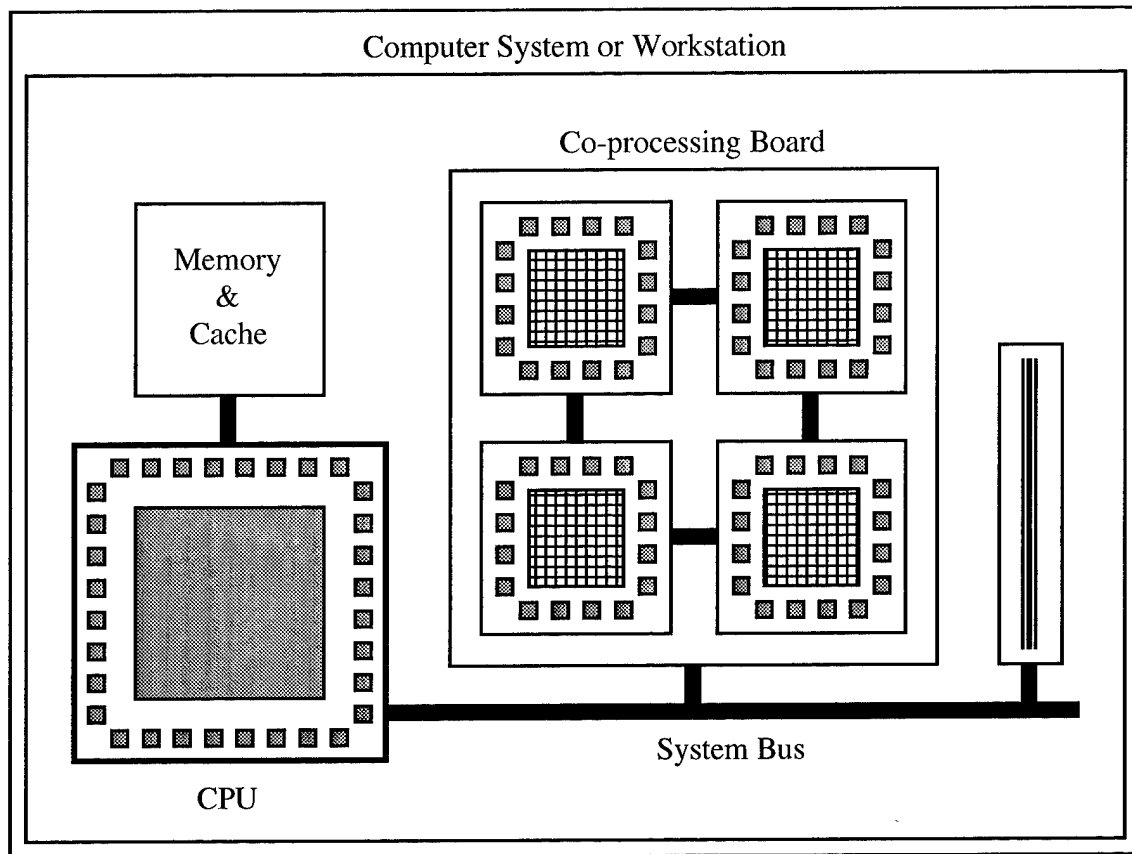 Computer System or Workstation
Co-processing Board
Memory
&
Cache
System Bus
CPU